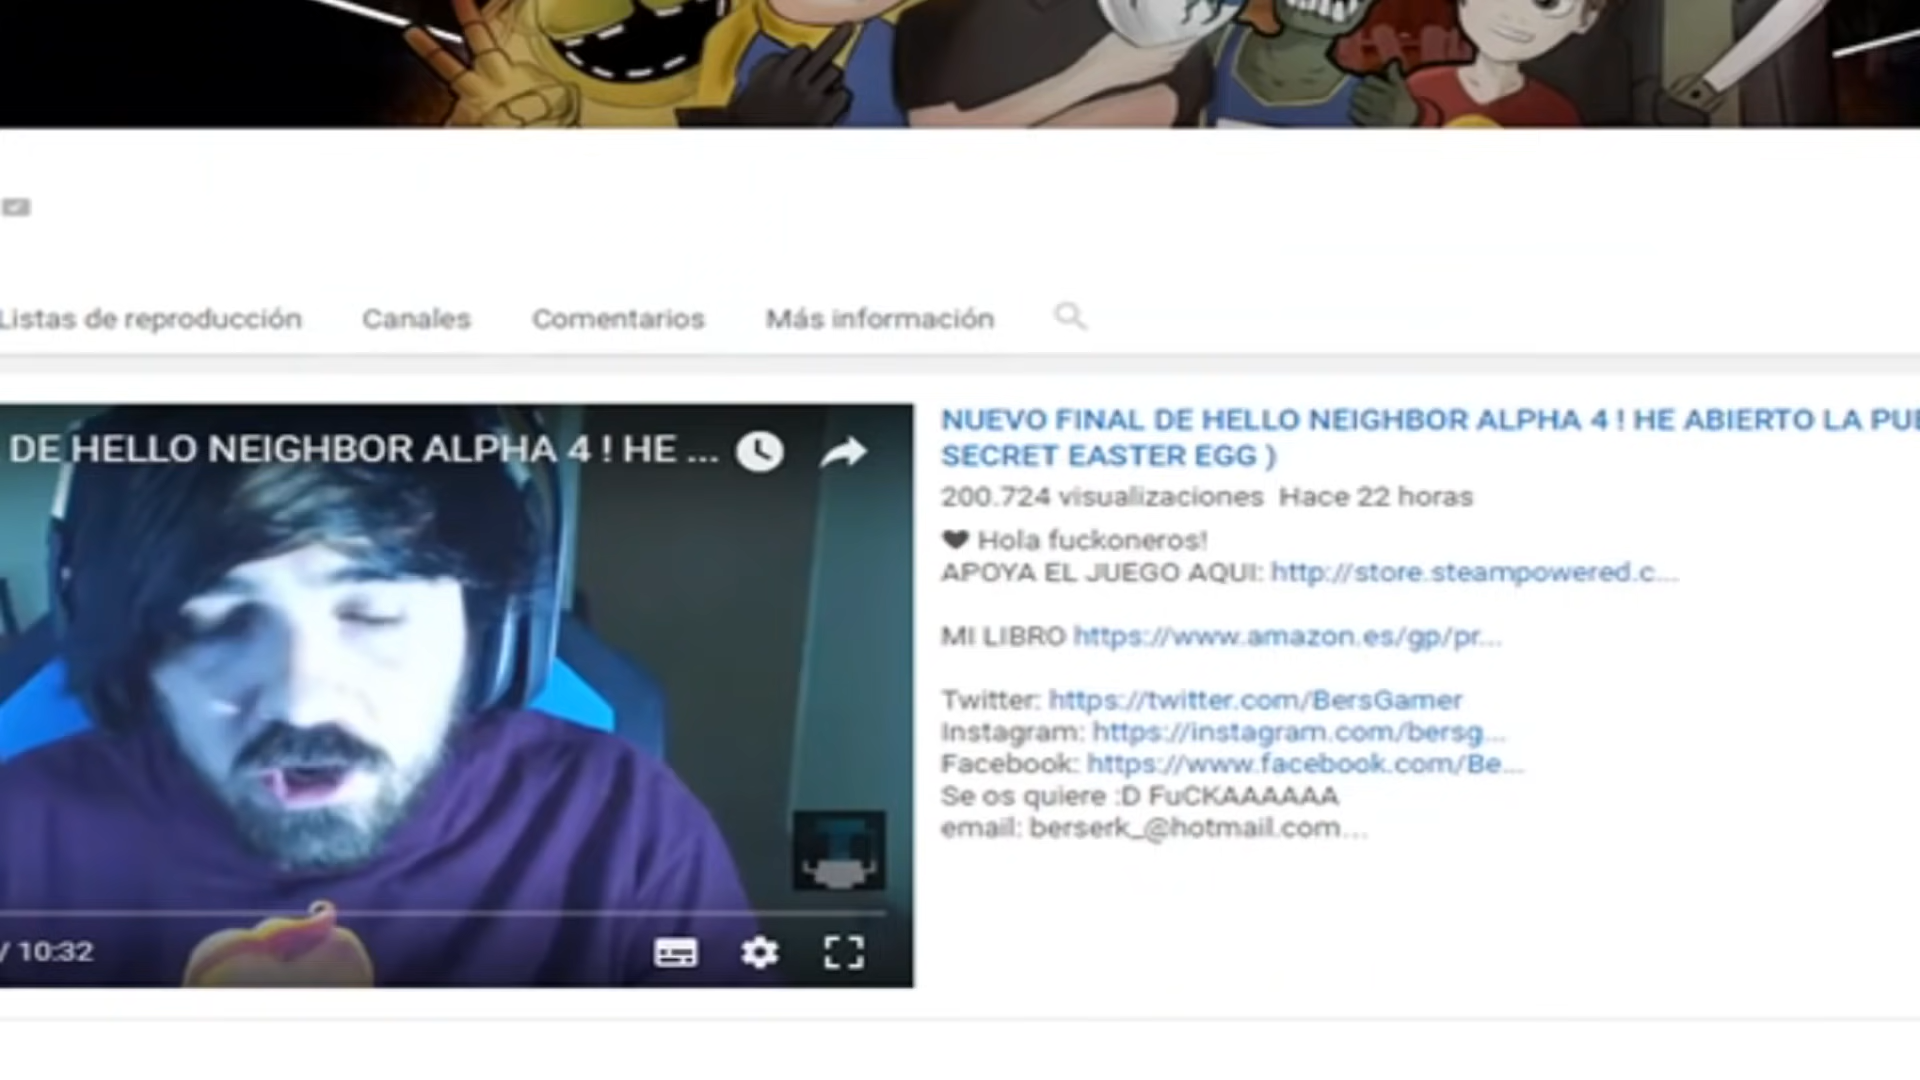 Listas de reproducción Canales Comentarios Más información
DE HELLO NEIGHBOR ALPHA 4 ! HE ...
/ 10:32
NUEVO FINAL DE HELLO NEIGHBOR ALPHA 4 ! HE ABIERTO LA PUE
SECRET EASTER EGG )
200.724 visualizaciones Hace 22 horas
❤ Hola fuckoneros!
APOYA EL JUEGO AQUI: http://store.steampowered.c...
MI LIBRO https://www.amazon.es/gp/pr...
Twitter: https://twitter.com/BersGamer
Instagram: https://instagram.com/bersg...
Facebook: https://www.facebook.com/Be...
Se os quiere :D FuCKAAAAAA
email: berserk_@hotmail.com...